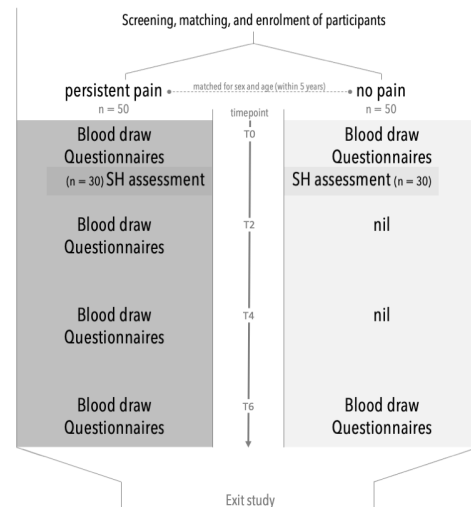 Screening, matching, and enrolment of participants
persistent pain matched for sex and age (within 5 years) no pain
n = 50 n = 50
timepoint
Blood draw T0 Blood draw
Questionnaires Questionnaires
(n = 30) SH assessment SH assessment (n = 30)
Blood draw T2 nil
Questionnaires
Blood draw T4 nil
Questionnaires
Blood draw T6 Blood draw
Questionnaires Questionnaires
Exit study